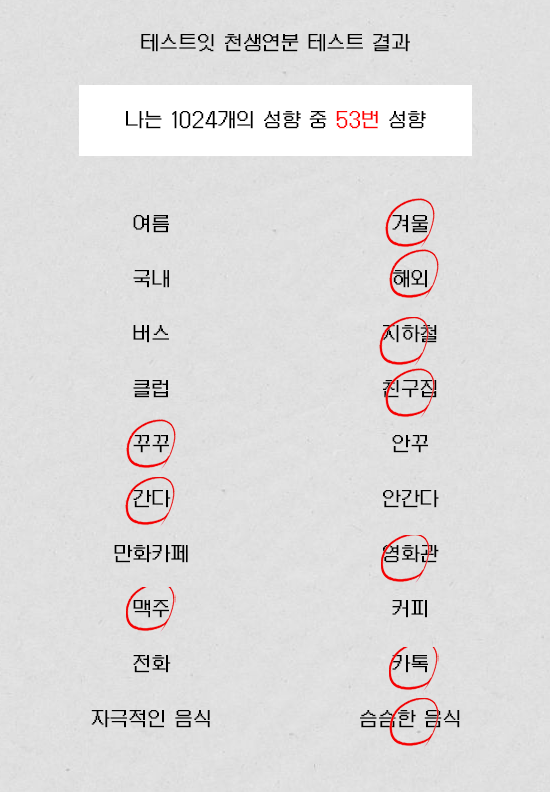 테스트잇 천생연분 테스트 결과
나는 1024개의 성향 중 53번 성향
여름 겨울
국내 해외
버스 지하철
클럽 친구집
꾸꾸 안꾸
간다 안간다
만화카페 영화관
맥주 커피
전화 카톡
자극적인 음식 슴슴한 음식